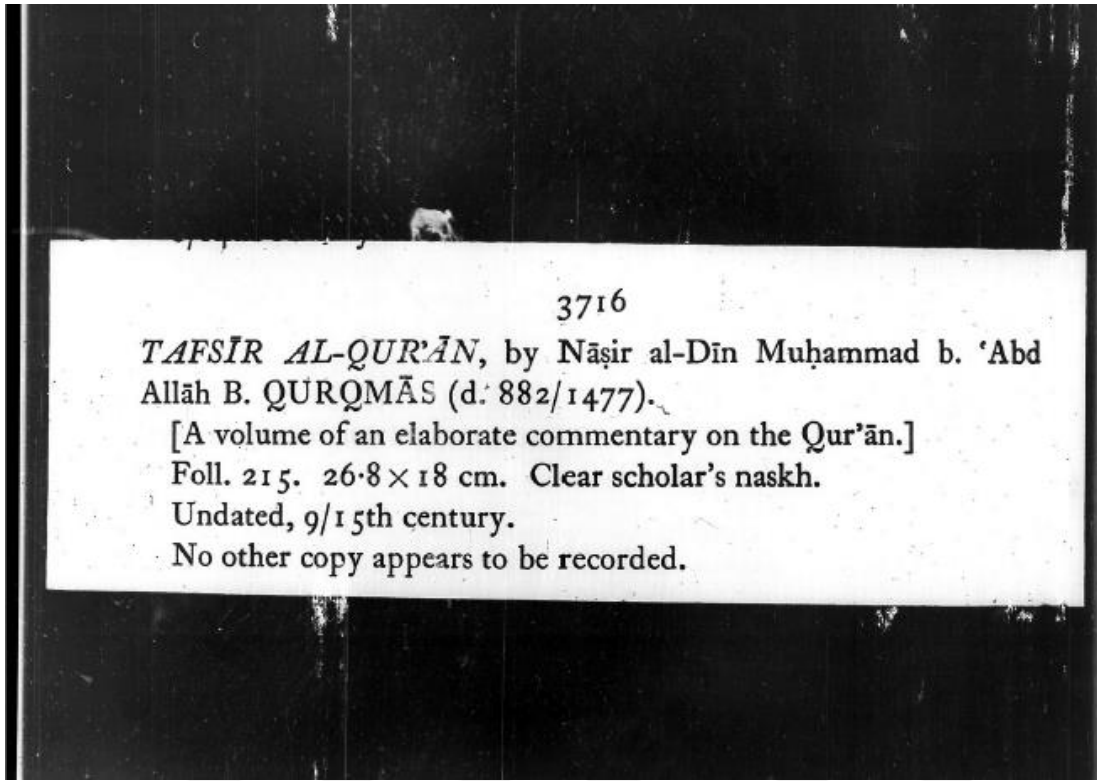 3716
TAFSĪR AL-QUR’ĀN, by Nāṣir al-Dīn Muḥammad b. ‘Abd
Allāh B. QURQMĀS (d. 882/1477).
[A volume of an elaborate commentary on the Qur’ān.]
Foll. 215. 26·8 × 18 cm. Clear scholar’s naskh.
Undated, 9/15th century.
No other copy appears to be recorded.